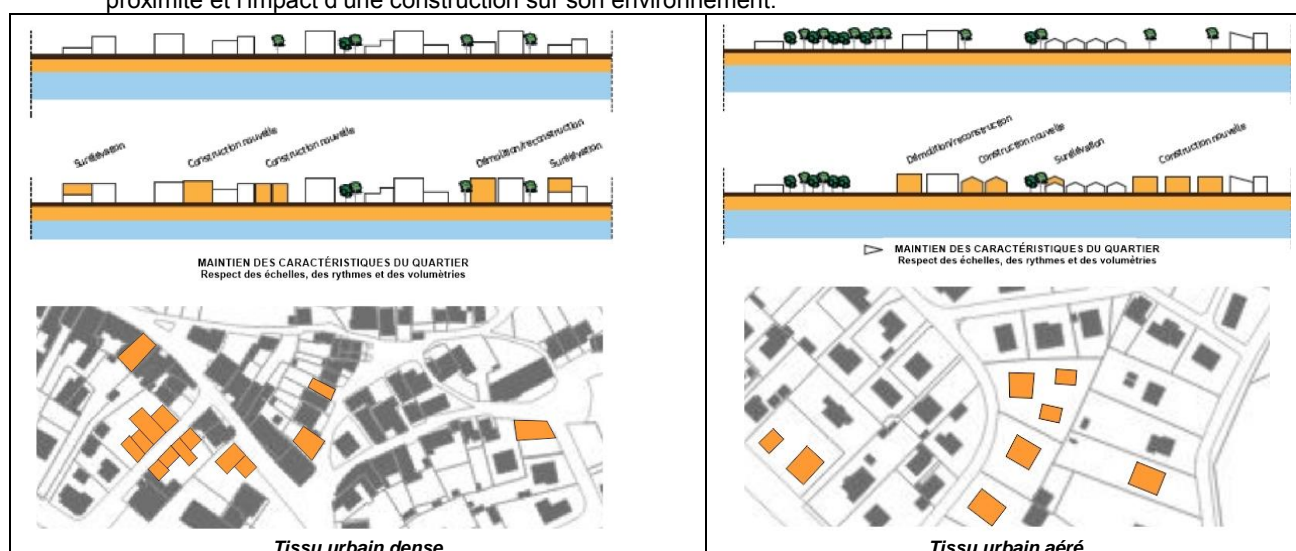 proximité et l'impact d'une construction sur son environnement.
Surélévation
Construction nouvelle
Construction nouvelle
Démolition/reconstruction
Surélévation
MAINTIEN DES CARACTÉRISTIQUES DU QUARTIER
Respect des échelles, des rythmes et des volumétries
Tissu urbain dense
Démolition/reconstruction
Construction nouvelle
Surélévation
Construction nouvelle
MAINTIEN DES CARACTÉRISTIQUES DU QUARTIER
Respect des échelles, des rythmes et des volumétries
Tissu urbain aéré